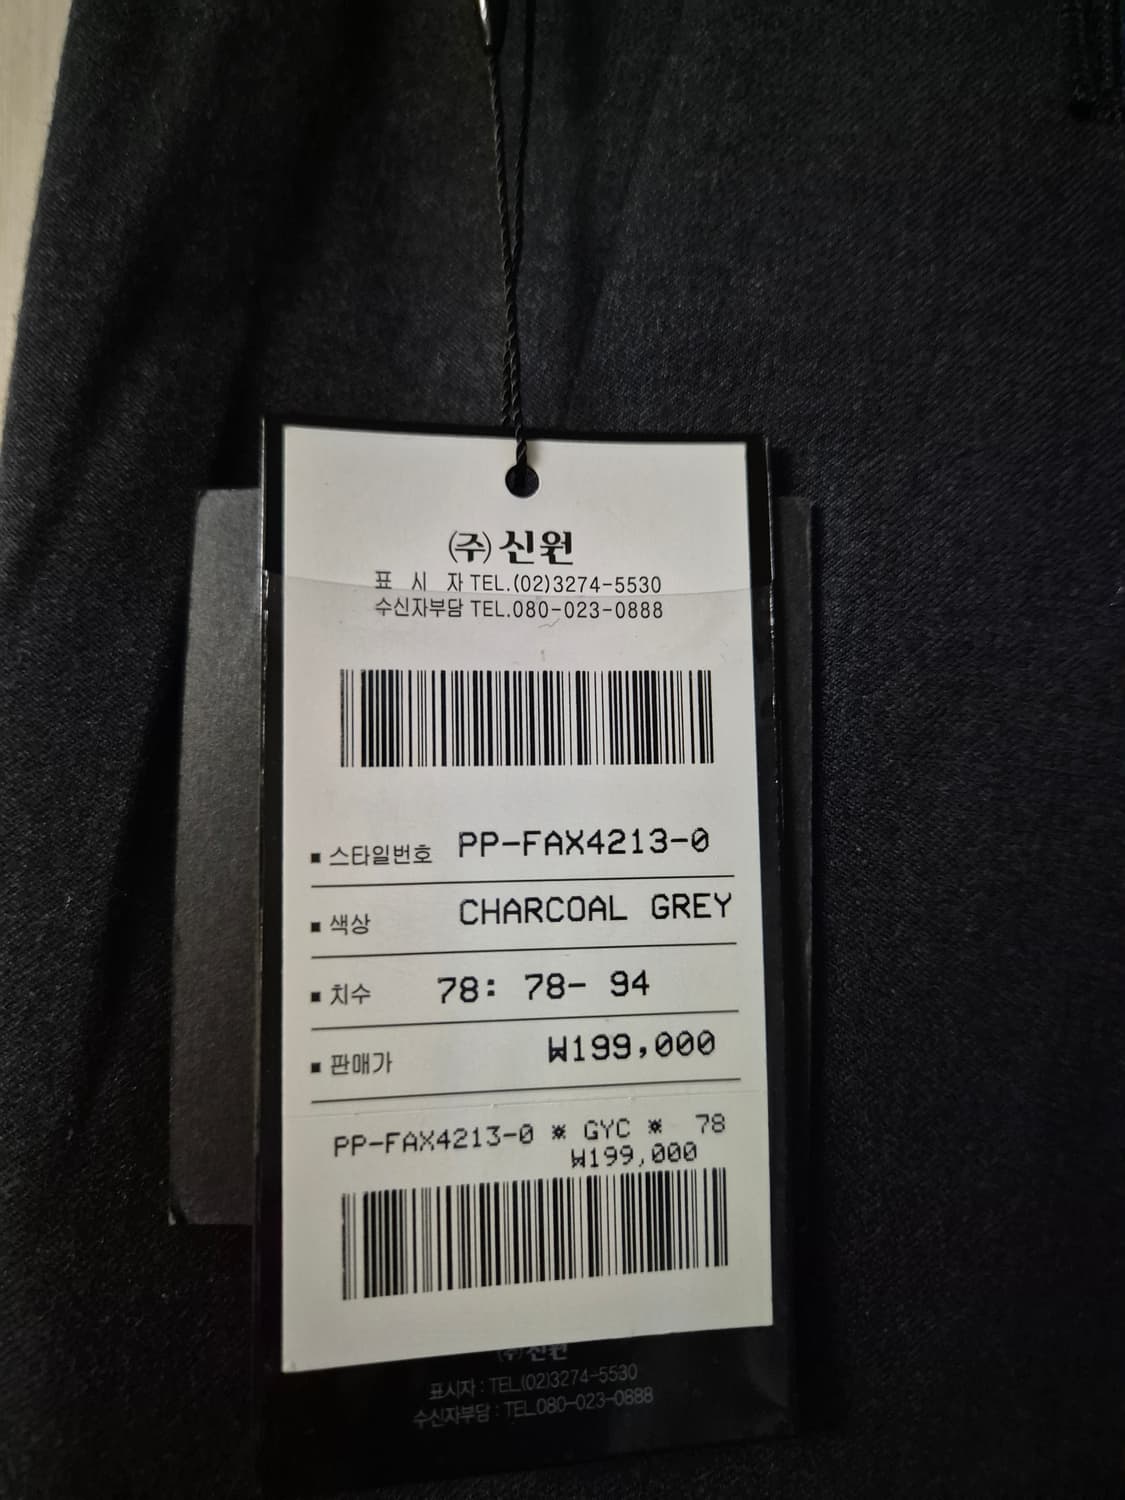 (주)신원
표 시 자 TEL.(02)3274-5530
수신자부담 TEL.080-023-0888
▪ 스타일번호 PP-FAX4213-0
▪ 색상 CHARCOAL GREY
▪ 치수 78: 78- 94
▪ 판매가 ₩199,000
PP-FAX4213-0 ※ GYC ※ 78
₩199,000
(주)신원
표시자 : TEL.(02)3274-5530
수신자부담 : TEL.080-023-0888